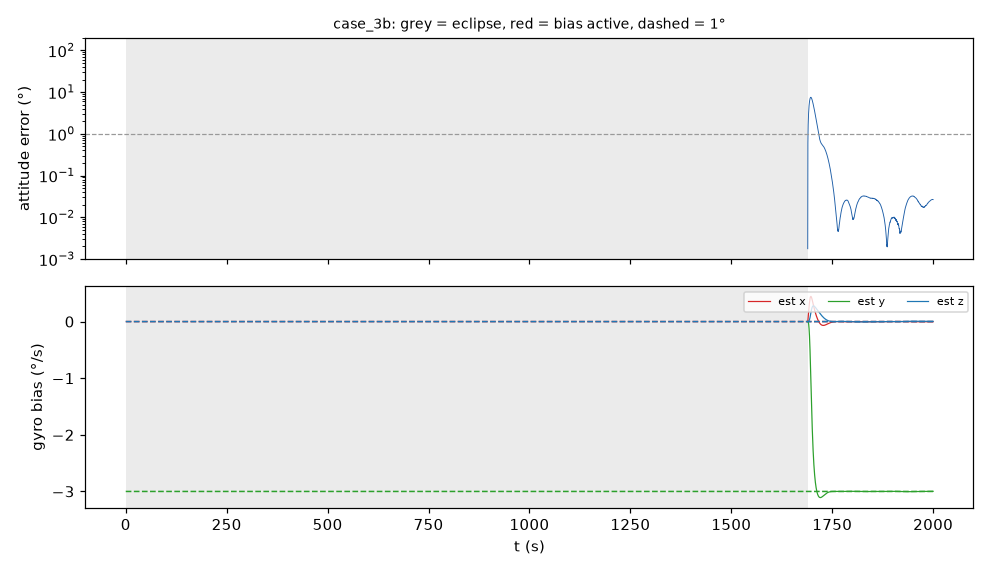 case_3b: grey = eclipse, red = bias active, dashed = 1°
attitude error (°)
10²
10¹
10⁰
10⁻¹
10⁻²
10⁻³
est x est y est z
gyro bias (°/s)
0
−1
−2
−3
0 250 500 750 1000 1250 1500 1750 2000
t (s)